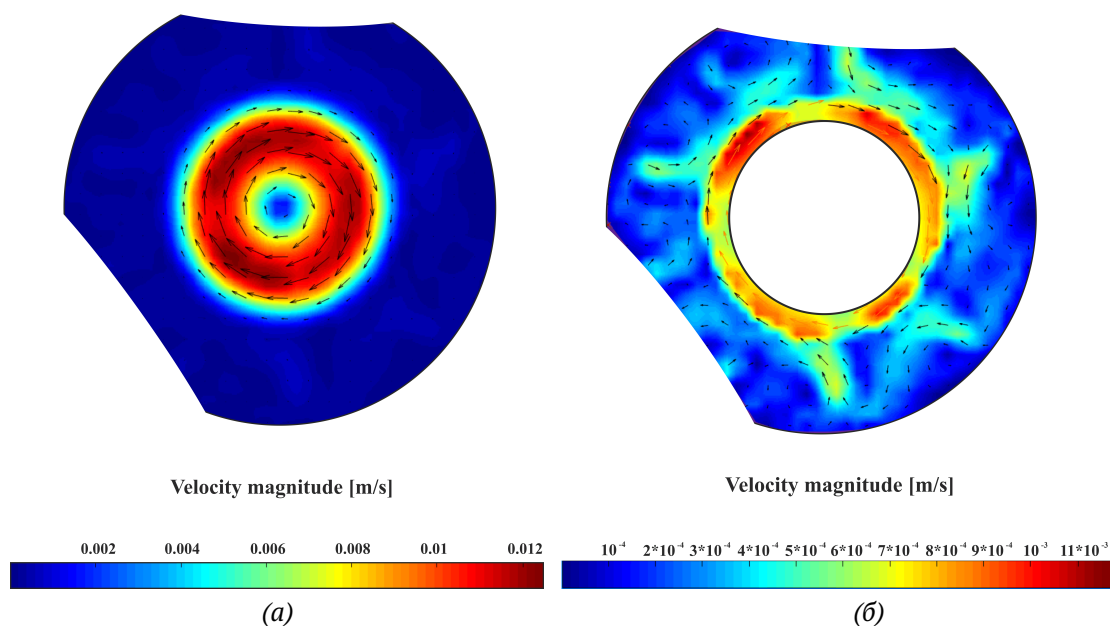 Velocity magnitude [m/s]
0.002 0.004 0.006 0.008 0.01 0.012
(а)
Velocity magnitude [m/s]
10⁻⁴ 2*10⁻⁴ 3*10⁻⁴ 4*10⁻⁴ 5*10⁻⁴ 6*10⁻⁴ 7*10⁻⁴ 8*10⁻⁴ 9*10⁻⁴ 10⁻³ 11*10⁻³
(б)